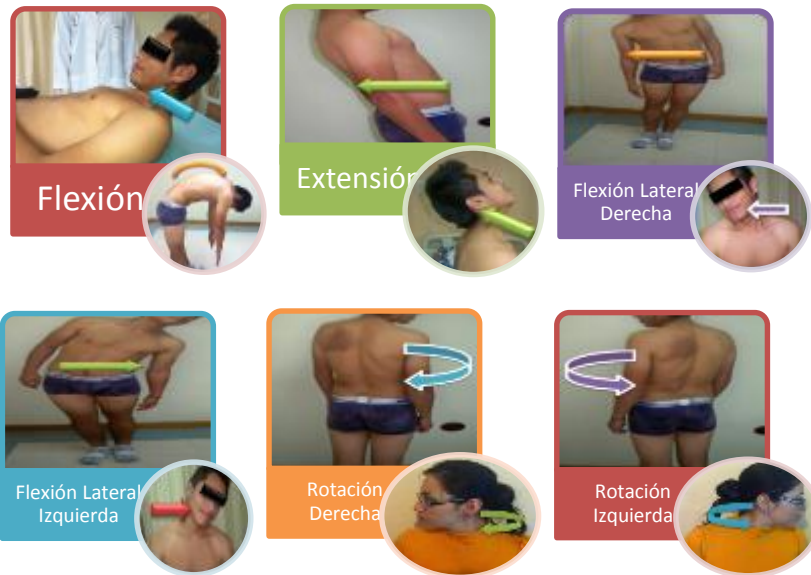 Flexión
Extensión
Flexión Lateral
Derecha
Flexión Lateral
Izquierda
Rotación
Derecha
Rotación
Izquierda